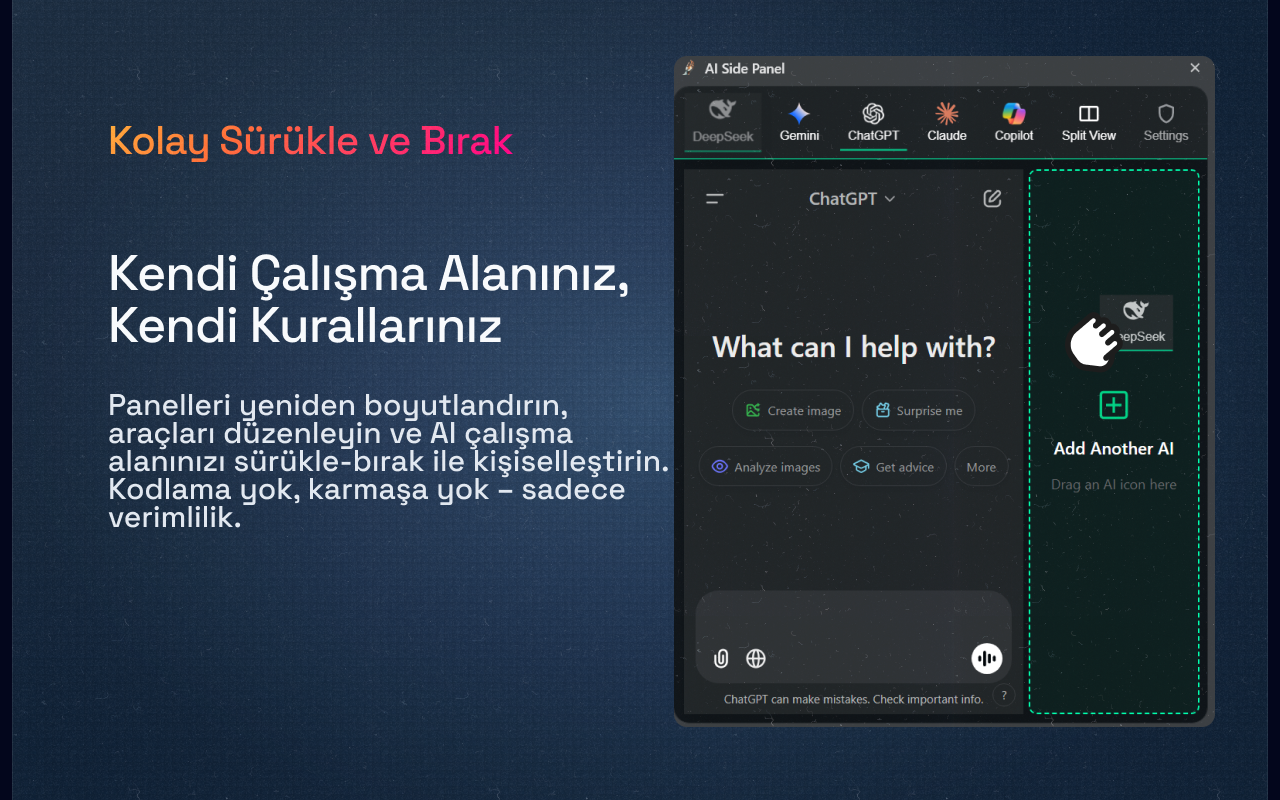 Kolay Sürükle ve Bırak
Kendi Çalışma Alanınız,
Kendi Kurallarınız
Panelleri yeniden boyutlandırın,
araçları düzenleyin ve AI çalışma
alanınızı sürükle-bırak ile kişiselleştirin.
Kodlama yok, karmaşa yok – sadece
verimlilik.
AI Side Panel
DeepSeek
Gemini
ChatGPT
Claude
Copilot
Split View
Settings
ChatGPT
What can I help with?
Create image
Surprise me
Analyze images
Get advice
More
ChatGPT can make mistakes. Check important info.
?
epSeek
Add Another AI
Drag an AI icon here